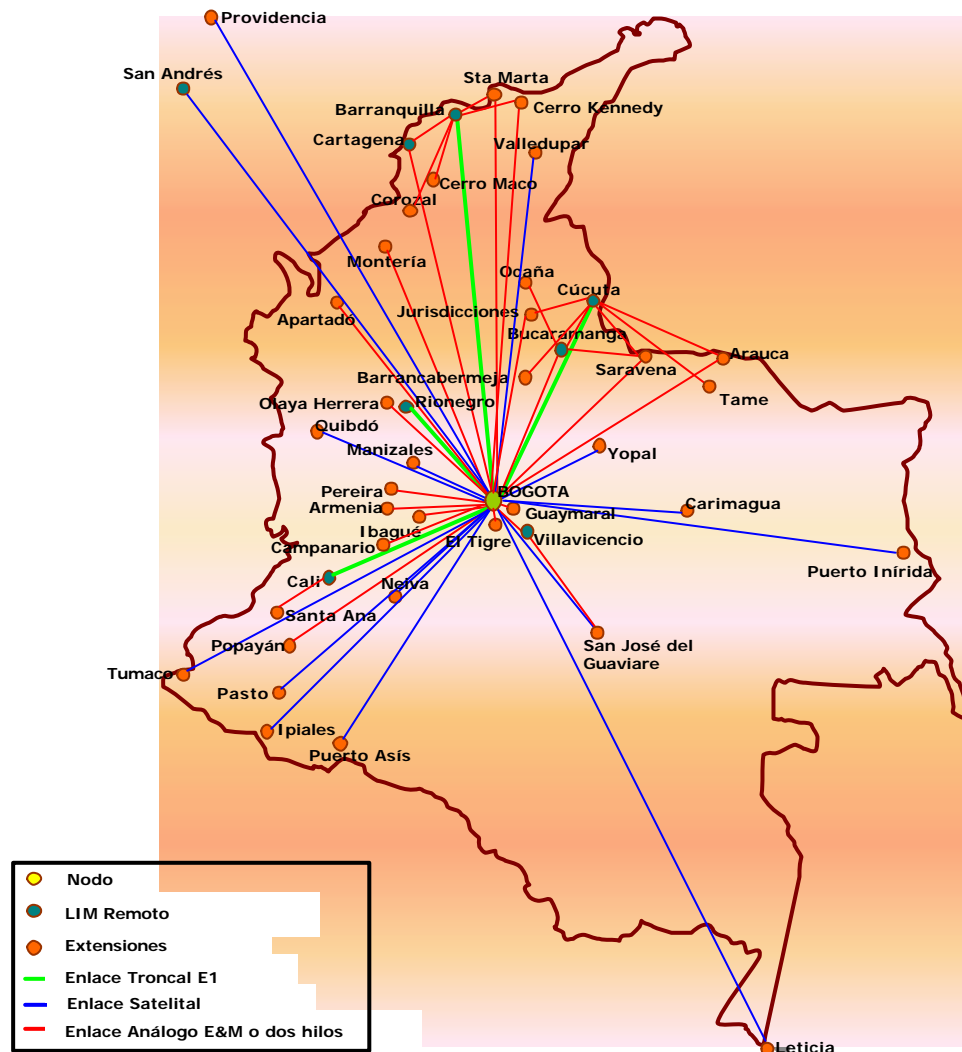 Providencia
San Andrés
Sta Marta
Barranquilla
Cerro Kennedy
Cartagena
Valledupar
Cerro Maco
Corozal
Montería
Ocaña
Cúcuta
Apartadó
Jurisdicciones
Bucaramanga
Saravena
Arauca
Barrancabermeja
Tame
Olaya Herrera
Rionegro
Quibdó
Manizales
Yopal
Pereira
BOGOTA
Carimagua
Armenia
Guaymaral
Ibagué
El Tigre
Villavicencio
Campanario
Puerto Inírida
Cali
Neiva
Santa Ana
Popayán
San José del
Guaviare
Tumaco
Pasto
Ipiales
Puerto Asís
Nodo
LIM Remoto
Extensiones
Enlace Troncal E1
Enlace Satelital
Enlace Análogo E&M o dos hilos
Leticia